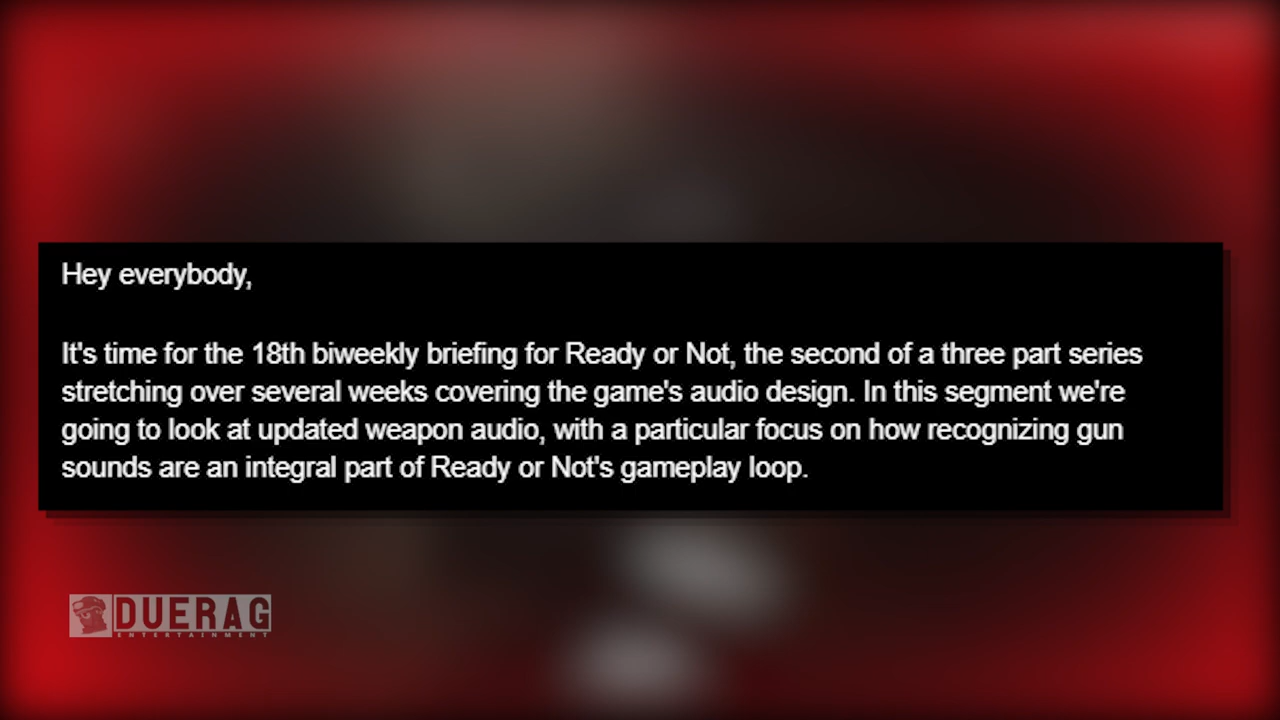 Hey everybody,
It's time for the 18th biweekly briefing for Ready or Not, the second of a three part series
stretching over several weeks covering the game's audio design. In this segment we're
going to look at updated weapon audio, with a particular focus on how recognizing gun
sounds are an integral part of Ready or Not's gameplay loop.
DUERAG
ENTERTAINMENT